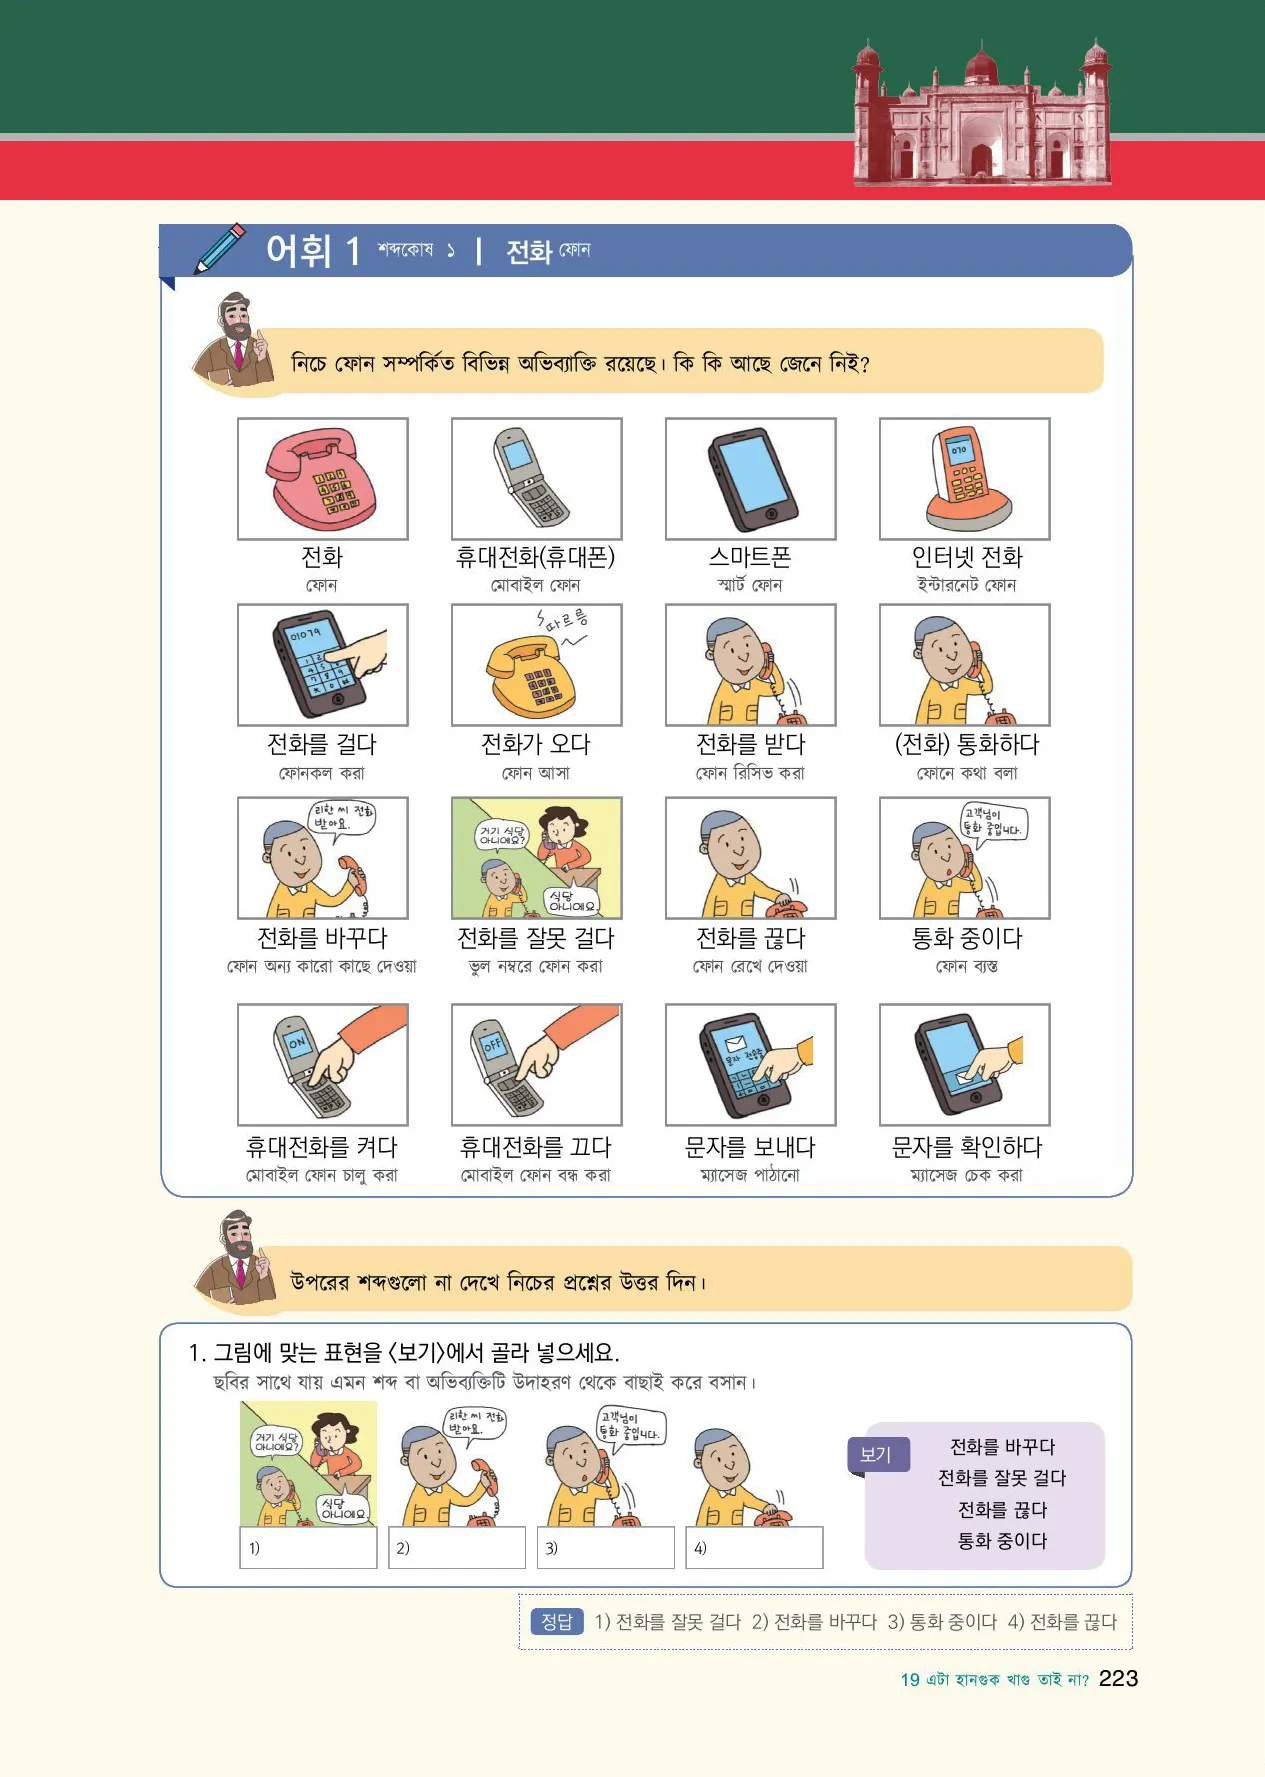 어휘 1 শব্দকোষ ১ | 전화 ফোন
নিচে ফোন সম্পর্কিত বিভিন্ন অভিব্যাক্তি রয়েছে। কি কি আছে জেনে নিই?
070
전화 휴대전화(휴대폰) 스마트폰 인터넷 전화
ফোন মোবাইল ফোন স্মার্ট ফোন ইন্টারনেট ফোন
01079
따르릉
전화를 걸다 전화가 오다 전화를 받다 (전화) 통화하다
ফোনকল করা ফোন আসা ফোন রিসিভ করা ফোনে কথা বলা
리한 씨 전화
받아요.
거기 식당
아니에요?
식당
아니에요.
고객님이
통화 중입니다.
전화를 바꾸다 전화를 잘못 걸다 전화를 끊다 통화 중이다
ফোন অন্য কারো কাছে দেওয়া ভুল নম্বরে ফোন করা ফোন রেখে দেওয়া ফোন ব্যস্ত
ON
OFF
문자 전송중
휴대전화를 켜다 휴대전화를 끄다 문자를 보내다 문자를 확인하다
মোবাইল ফোন চালু করা মোবাইল ফোন বন্ধ করা ম্যাসেজ পাঠানো ম্যাসেজ চেক করা
উপরের শব্দগুলো না দেখে নিচের প্রশ্নের উত্তর দিন।
1. 그림에 맞는 표현을 〈보기〉에서 골라 넣으세요.
ছবির সাথে যায় এমন শব্দ বা অভিব্যক্তিটি উদাহরণ থেকে বাছাই করে বসান।
거기 식당
아니에요?
식당
아니에요.
리한 씨 전화
받아요.
고객님이
통화 중입니다.
1) 2) 3) 4)
보기
전화를 바꾸다
전화를 잘못 걸다
전화를 끊다
통화 중이다
정답 1) 전화를 잘못 걸다 2) 전화를 바꾸다 3) 통화 중이다 4) 전화를 끊다
19 এটা হানগুক খাগু তাই না? 223